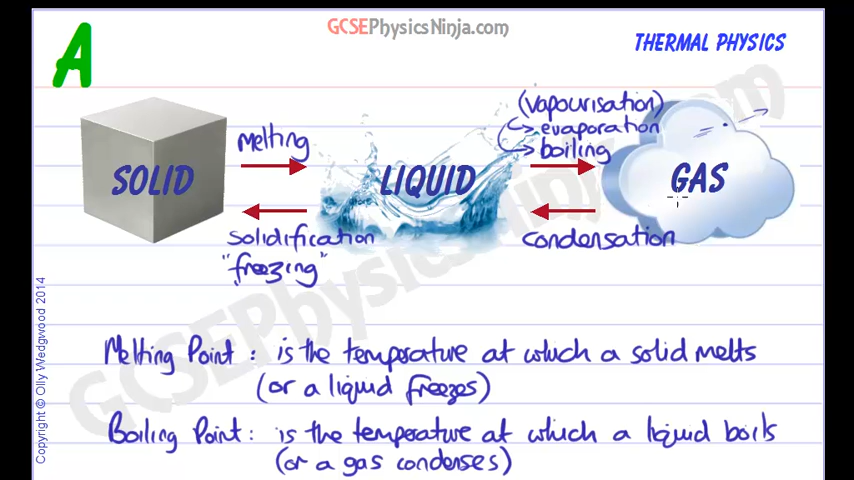 GCSEPhysicsNinja.com
A
THERMAL PHYSICS
(vapourisation)
melting
evaporation
boiling
SOLID
LIQUID
GAS
solidification
"freezing"
condensation
GCSEPhysicsNinja.com
Melting Point : is the temperature at which a solid melts
(or a liquid freezes)
Boiling Point : is the temperature at which a liquid boils
(or a gas condenses)
Copyright © Olly Wedgwood 2014